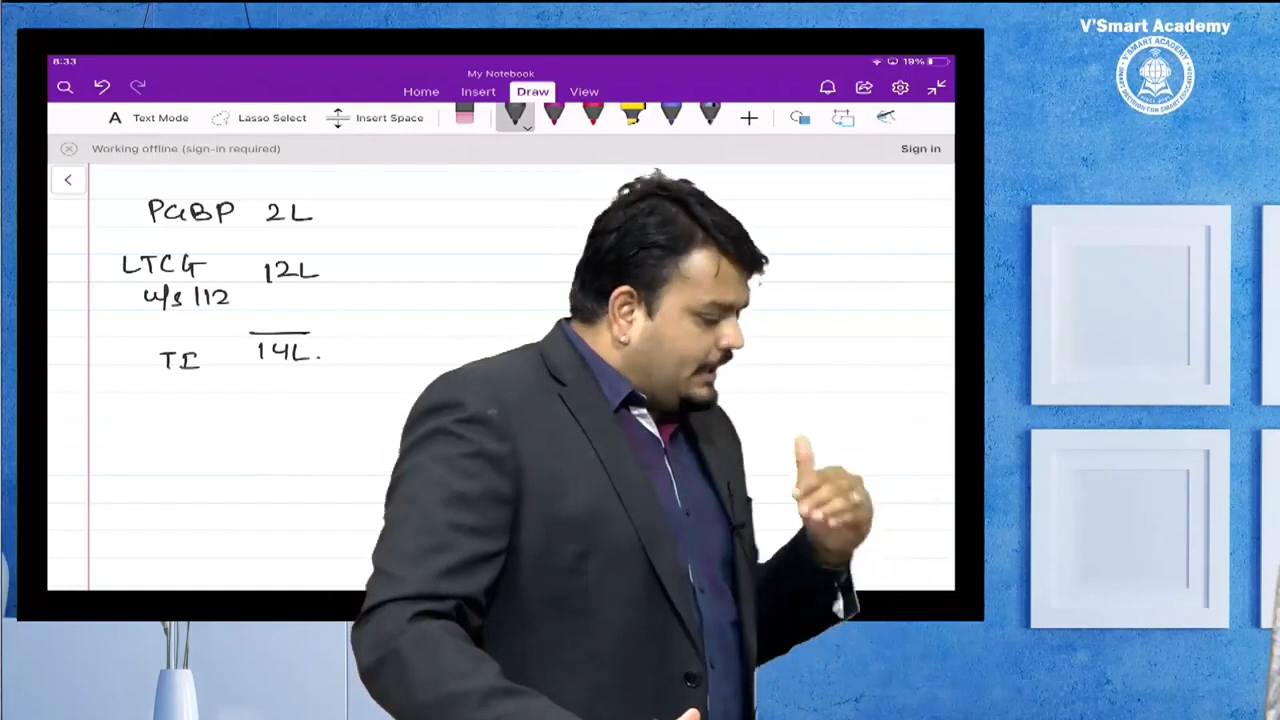 V'Smart Academy
8:33
19%
My Notebook
Home Insert Draw View
Text Mode Lasso Select Insert Space
Working offline (sign-in required) Sign in
PGBP 2L
LTCG 12L
u/s 112
TI 14L.